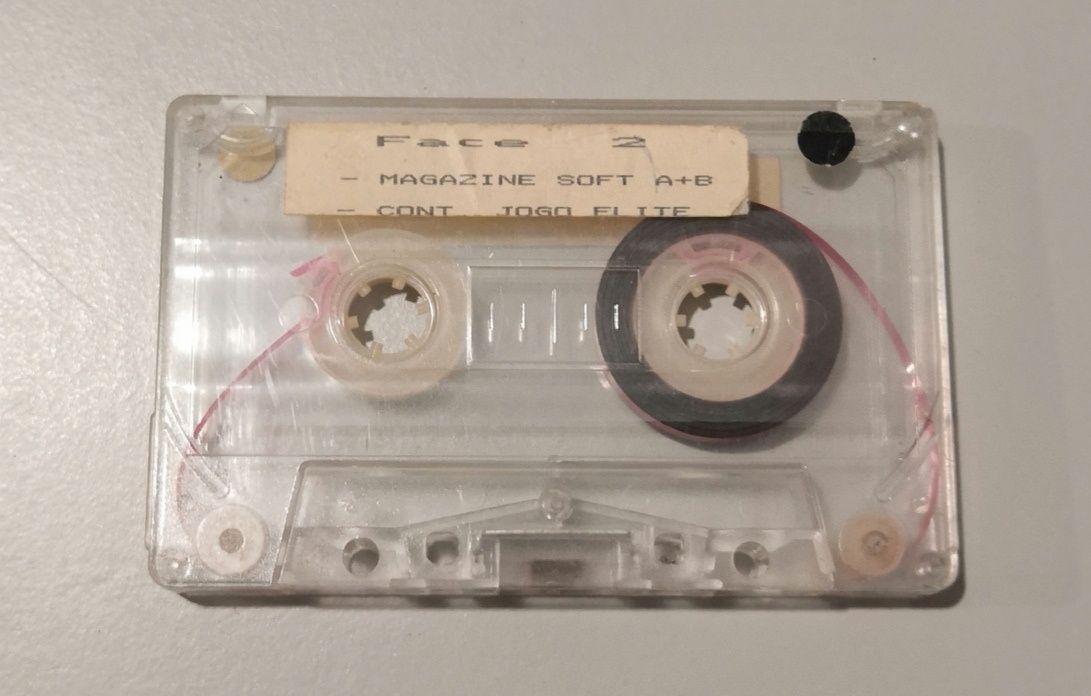 Face 2
- MAGAZINE SOFT A+B
- CONT. JOGO ELITE